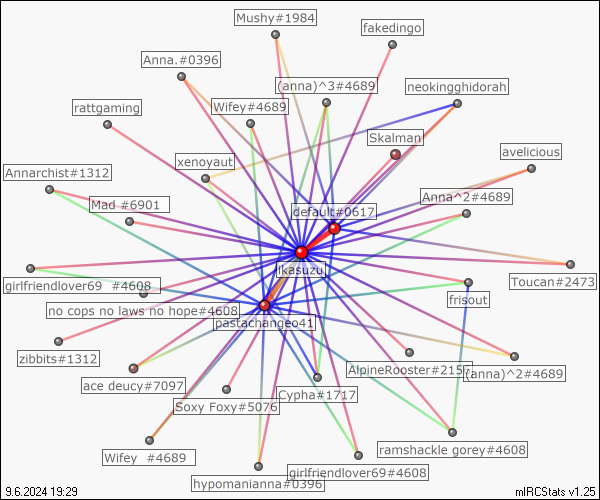 Mushy#1984
fakedingo
Anna.#0396
(anna)^3#4689
neokingghidorah
Wifey#4689
rattgaming
Skalman
avelicious
xenoyaut
Annarchist#1312
Anna^2#4689
Mad #6901
default#0617
ikasuzu
girlfriendlover69 #4608
Toucan#2473
frisout
no cops no laws no hope#4608
pastachangeo41
zibbits#1312
AlpineRooster#2157
(anna)^2#4689
ace deucy#7097
Cypha#1717
Soxy Foxy#5076
ramshackle gorey#4608
Wifey #4689
girlfriendlover69#4608
hypomanianna#0396
9.6.2024 19:29
mIRCStats v1.25